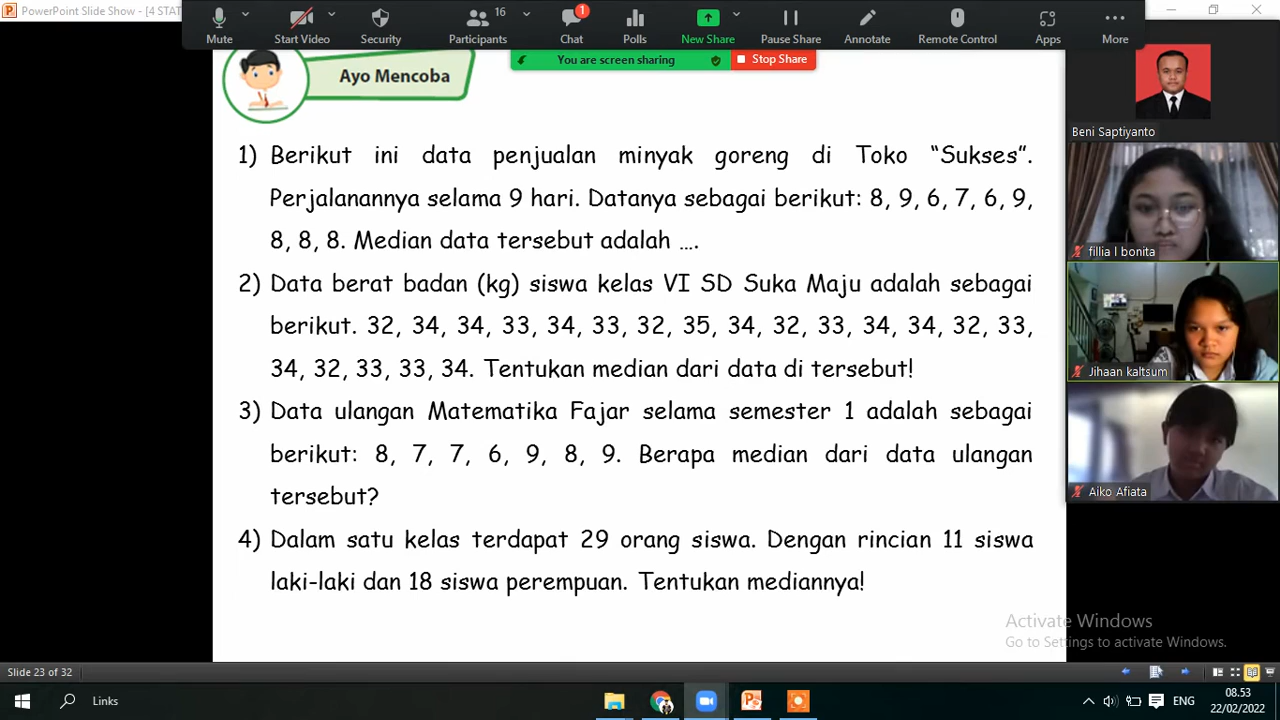 PowerPoint Slide Show - [4 STAT
Mute
Start Video
Security
16
Participants
1
Chat
Polls
New Share
Pause Share
Annotate
Remote Control
Apps
More
You are screen sharing
Stop Share
Ayo Mencoba
1) Berikut ini data penjualan minyak goreng di Toko “Sukses”.
Perjalanannya selama 9 hari. Datanya sebagai berikut: 8, 9, 6, 7, 6, 9,
8, 8, 8. Median data tersebut adalah ….
2) Data berat badan (kg) siswa kelas VI SD Suka Maju adalah sebagai
berikut. 32, 34, 34, 33, 34, 33, 32, 35, 34, 32, 33, 34, 34, 32, 33,
34, 32, 33, 33, 34. Tentukan median dari data di tersebut!
3) Data ulangan Matematika Fajar selama semester 1 adalah sebagai
berikut: 8, 7, 7, 6, 9, 8, 9. Berapa median dari data ulangan
tersebut?
4) Dalam satu kelas terdapat 29 orang siswa. Dengan rincian 11 siswa
laki-laki dan 18 siswa perempuan. Tentukan mediannya!
Beni Saptiyanto
fillia l bonita
Jihaan kaltsum
Aiko Afiata
Activate Windows
Go to Settings to activate Windows.
Slide 23 of 32
Links
ENG
08.53
22/02/2022